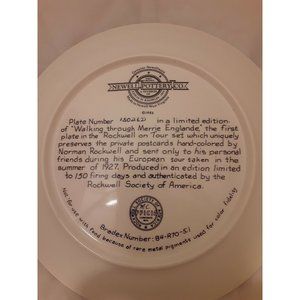 NEWELL POTTERY CO.
©1983
Plate Number in a limited edition
of "Walking through Merrie Englande, the first
plate in the Rockwell on Tour set which uniquely
preserves the private postcards hand-colored by
Norman Rockwell and sent only to his personal
friends during his European tour taken in the
summer of 1927. Produced in an edition limited
to 150 firing days and authenticated by the
Rockwell Society of America.
Bradex Number: 84-R70-5.1
Not for use with food because of rare metal pigments used for color fidelity